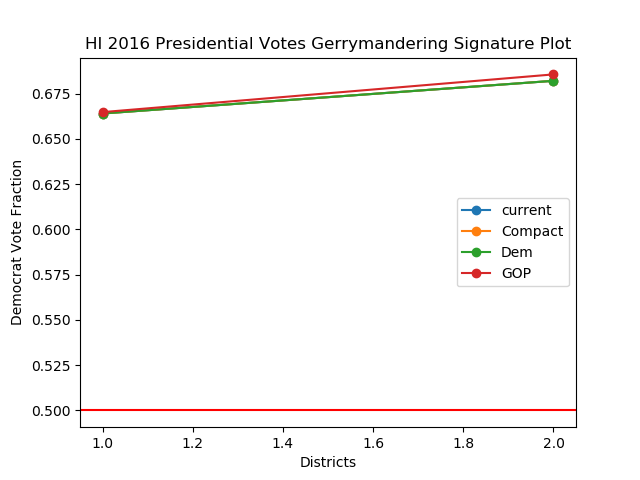 HI 2016 Presidential Votes Gerrymandering Signature Plot
Democrat Vote Fraction
0.675
0.650
0.625
0.600
0.575
0.550
0.525
0.500
current
Compact
Dem
GOP
1.0 1.2 1.4 1.6 1.8 2.0
Districts